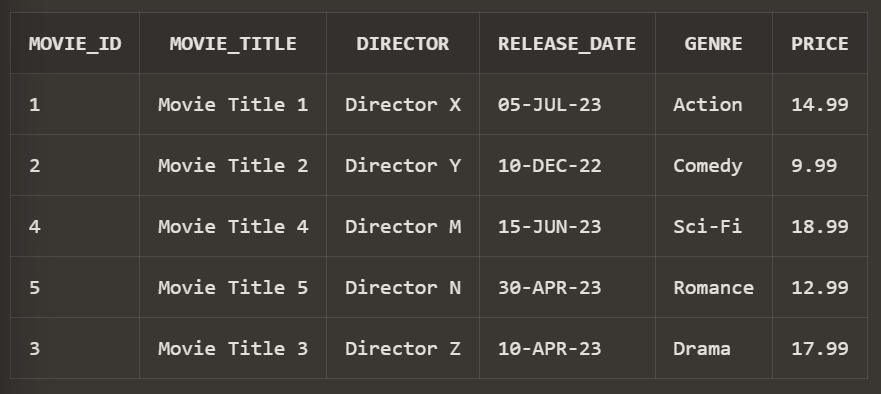 MOVIE_ID MOVIE_TITLE DIRECTOR RELEASE_DATE GENRE PRICE
1 Movie Title 1 Director X 05-JUL-23 Action 14.99
2 Movie Title 2 Director Y 10-DEC-22 Comedy 9.99
4 Movie Title 4 Director M 15-JUN-23 Sci-Fi 18.99
5 Movie Title 5 Director N 30-APR-23 Romance 12.99
3 Movie Title 3 Director Z 10-APR-23 Drama 17.99